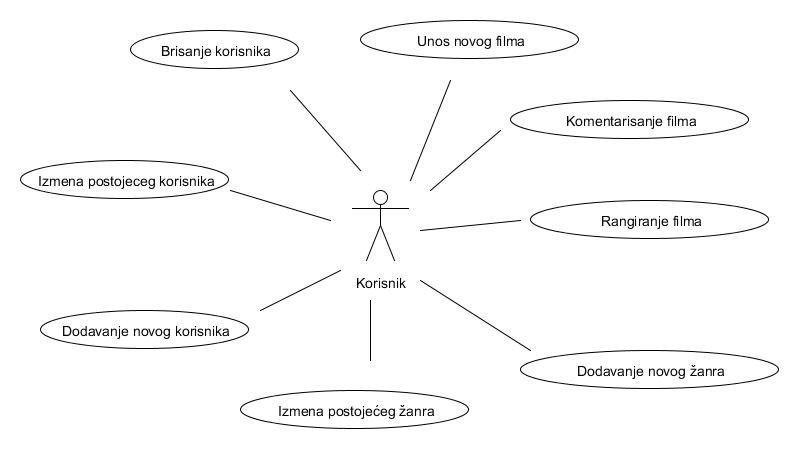 Unos novog filma
Brisanje korisnika
Komentarisanje filma
Izmena postojeceg korisnika
Rangiranje filma
Korisnik
Dodavanje novog korisnika
Dodavanje novog žanra
Izmena postojećeg žanra